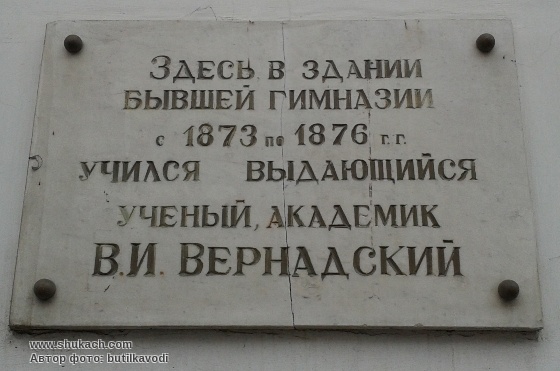 Здесь в здании
бывшей гимназии
с 1873 по 1876 г.г.
учился выдающийся
ученый, академик
В.И. Вернадский
www.shukach.com
Автор фото: butilkavodi